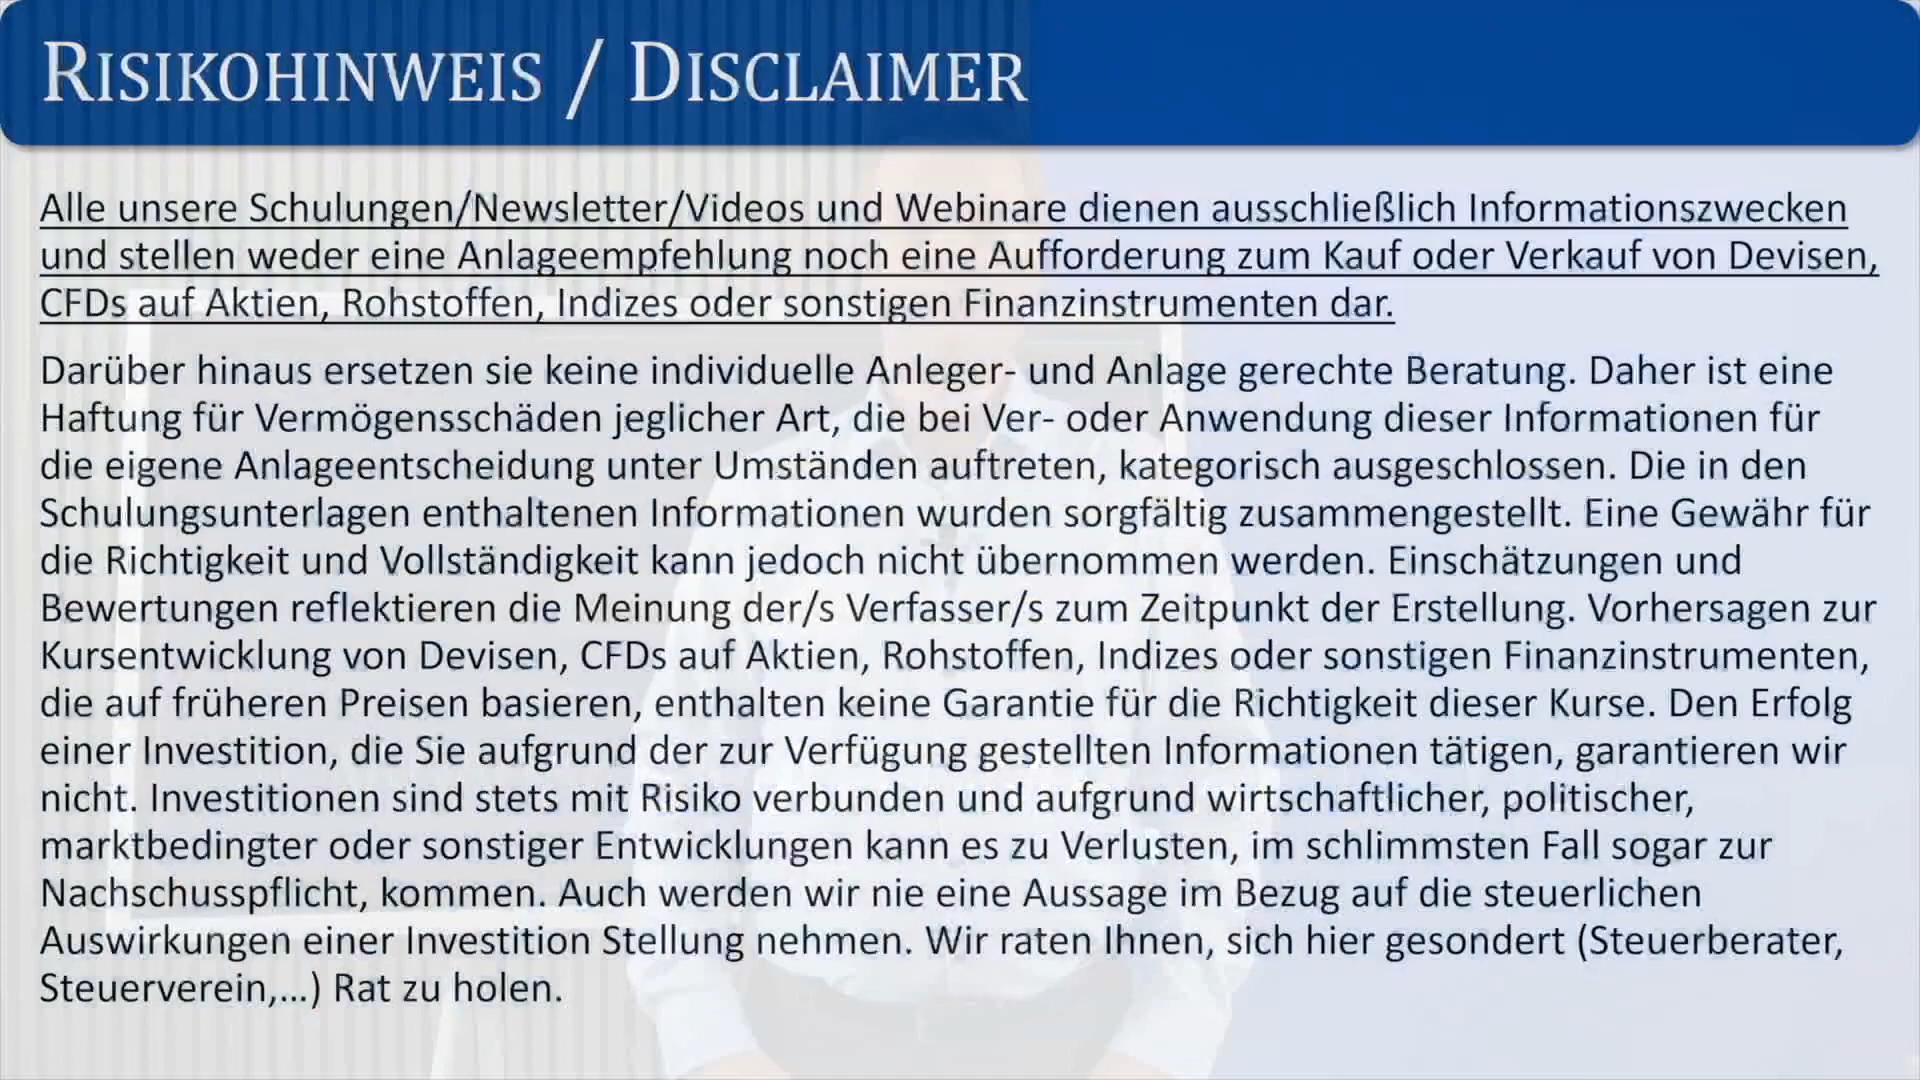 RISIKOHINWEIS / DISCLAIMER
Alle unsere Schulungen/Newsletter/Videos und Webinare dienen ausschließlich Informationszwecken
und stellen weder eine Anlageempfehlung noch eine Aufforderung zum Kauf oder Verkauf von Devisen,
CFDs auf Aktien, Rohstoffen, Indizes oder sonstigen Finanzinstrumenten dar.
Darüber hinaus ersetzen sie keine individuelle Anleger- und Anlage gerechte Beratung. Daher ist eine
Haftung für Vermögensschäden jeglicher Art, die bei Ver- oder Anwendung dieser Informationen für
die eigene Anlageentscheidung unter Umständen auftreten, kategorisch ausgeschlossen. Die in den
Schulungsunterlagen enthaltenen Informationen wurden sorgfältig zusammengestellt. Eine Gewähr für
die Richtigkeit und Vollständigkeit kann jedoch nicht übernommen werden. Einschätzungen und
Bewertungen reflektieren die Meinung der/s Verfasser/s zum Zeitpunkt der Erstellung. Vorhersagen zur
Kursentwicklung von Devisen, CFDs auf Aktien, Rohstoffen, Indizes oder sonstigen Finanzinstrumenten,
die auf früheren Preisen basieren, enthalten keine Garantie für die Richtigkeit dieser Kurse. Den Erfolg
einer Investition, die Sie aufgrund der zur Verfügung gestellten Informationen tätigen, garantieren wir
nicht. Investitionen sind stets mit Risiko verbunden und aufgrund wirtschaftlicher, politischer,
marktbedingter oder sonstiger Entwicklungen kann es zu Verlusten, im schlimmsten Fall sogar zur
Nachschusspflicht, kommen. Auch werden wir nie eine Aussage im Bezug auf die steuerlichen
Auswirkungen einer Investition Stellung nehmen. Wir raten Ihnen, sich hier gesondert (Steuerberater,
Steuerverein,...) Rat zu holen.